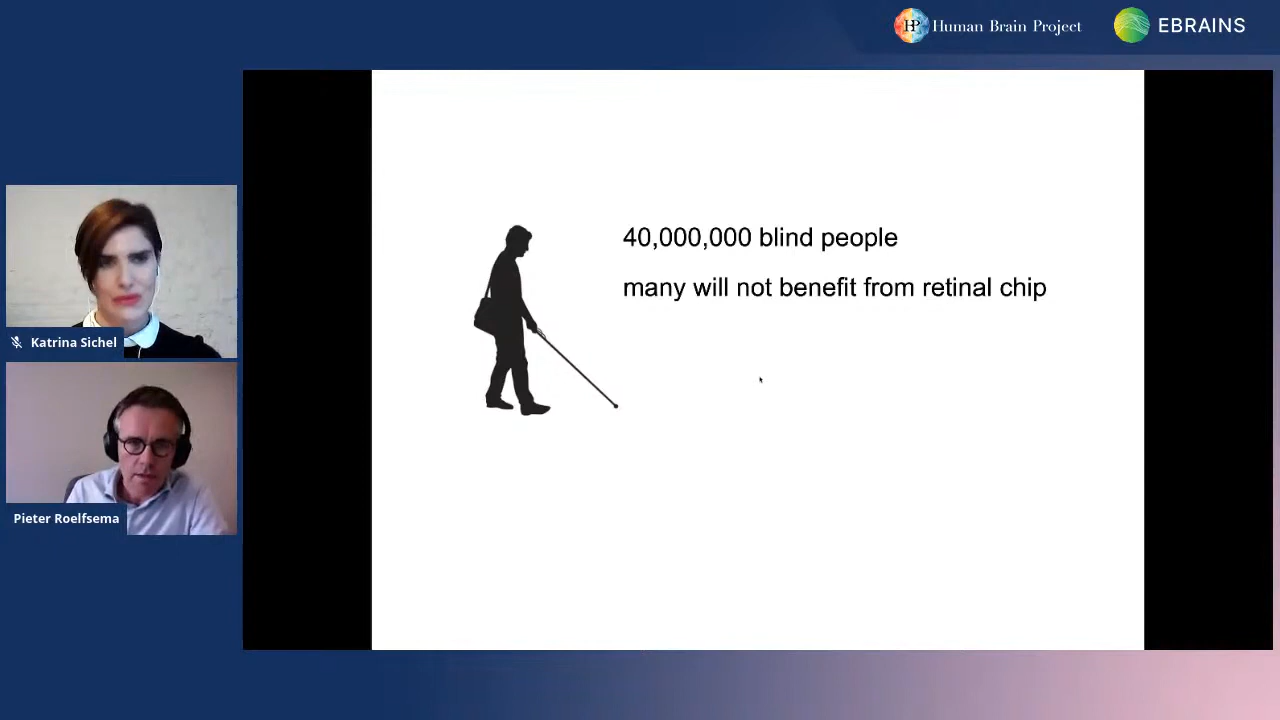 Human Brain Project
EBRAINS
40,000,000 blind people
many will not benefit from retinal chip
Katrina Sichel
Pieter Roelfsema